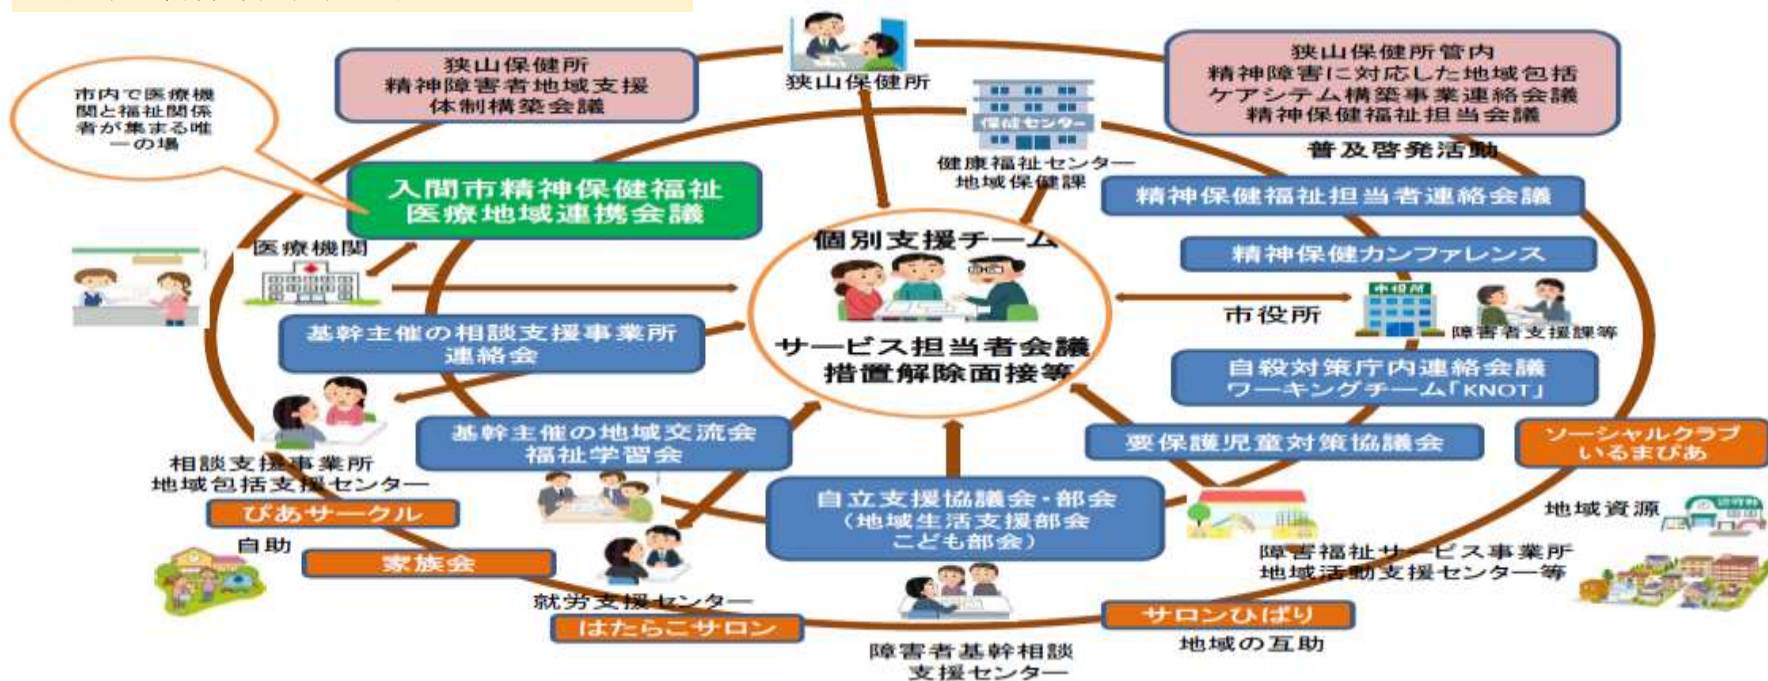 狭山保健所
精神障害者地域支援
体制構築会議
狭山保健所
狭山保健所管内
精神障害に対応した地域包括
ケアシテム構築事業連絡会議
精神保健福祉担当会議
普及啓発活動
市内で医療機
関と福祉関係
者が集まる唯
一の場
保健センター
健康福祉センター
地域保健課
入間市精神保健福祉
医療地域連携会議
精神保健福祉担当者連絡会議
医療機関
個別支援チーム
精神保健カンファレンス
市役所
市役所
障害者支援課等
基幹主催の相談支援事業所
連絡会
サービス担当者会議
措置解除面接等
自殺対策庁内連絡会議
ワーキングチーム「KNOT」
基幹主催の地域交流会
福祉学習会
要保護児童対策協議会
ソーシャルクラブ
いるまぴあ
相談支援事業所
地域包括支援センター
ぴあサークル
自立支援協議会・部会
(地域生活支援部会
こども部会)
地域資源
自助
家族会
障害福祉サービス事業所
地域活動支援センター等
就労支援センター
はたらこサロン
サロンひばり
地域の互助
障害者基幹相談
支援センター